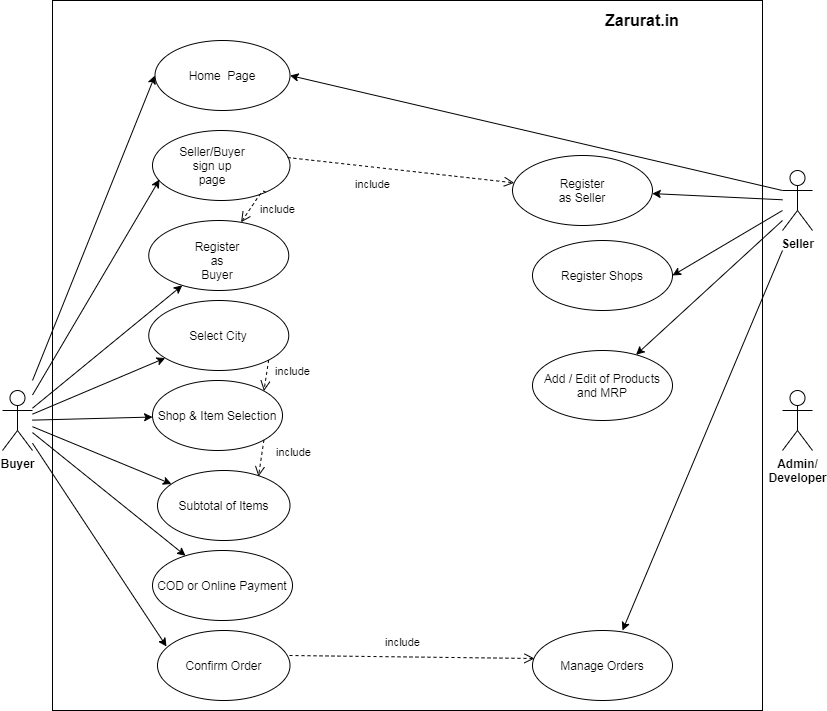 Zarurat.in
Home Page
Seller/Buyer
sign up
page
include
Register
as Seller
include
Register
as
Buyer
Seller
Register Shops
Select City
include
Add / Edit of Products
and MRP
Shop & Item Selection
include
Buyer
Admin/
Developer
Subtotal of Items
COD or Online Payment
include
Confirm Order
Manage Orders